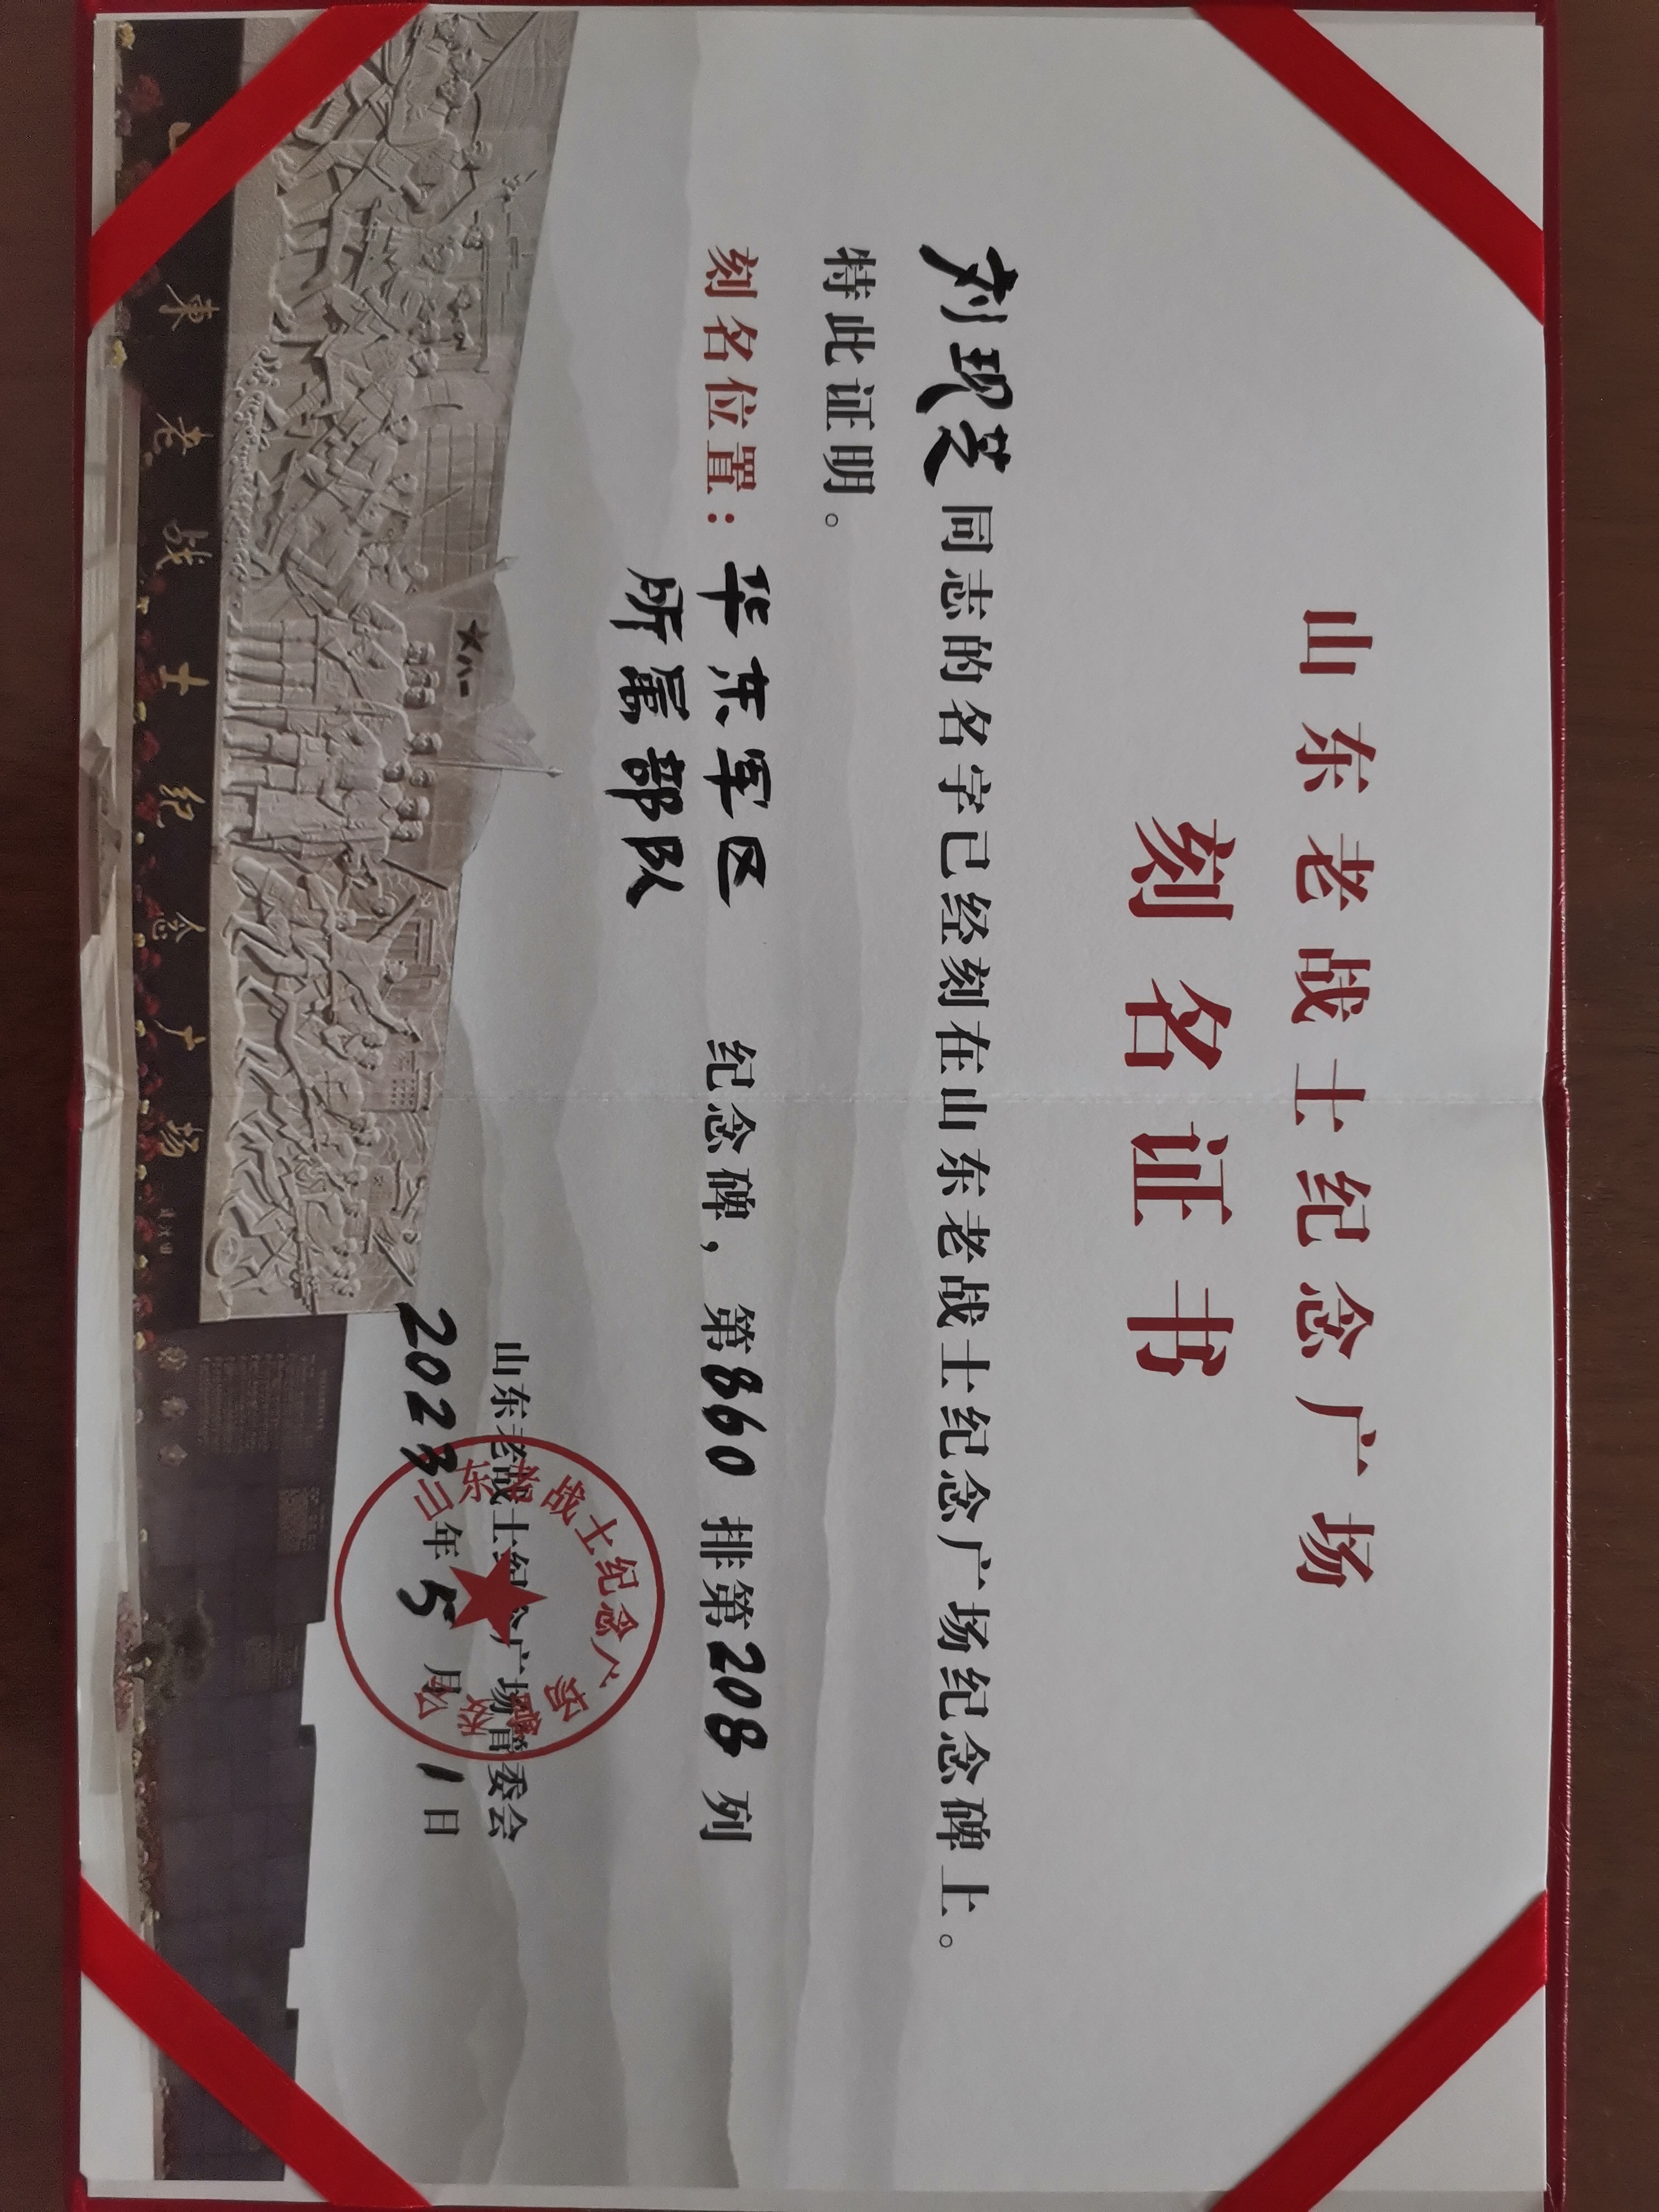 山东老战士纪念广场
刻名证书
刘现芝同志的名字已经刻在山东老战士纪念广场纪念碑上。
特此证明。
刻名位置：华东军区 纪念碑，第860排第208列
所属部队
山东老战士纪念广场管委会
2023年5月1日
山東老战士纪念广场